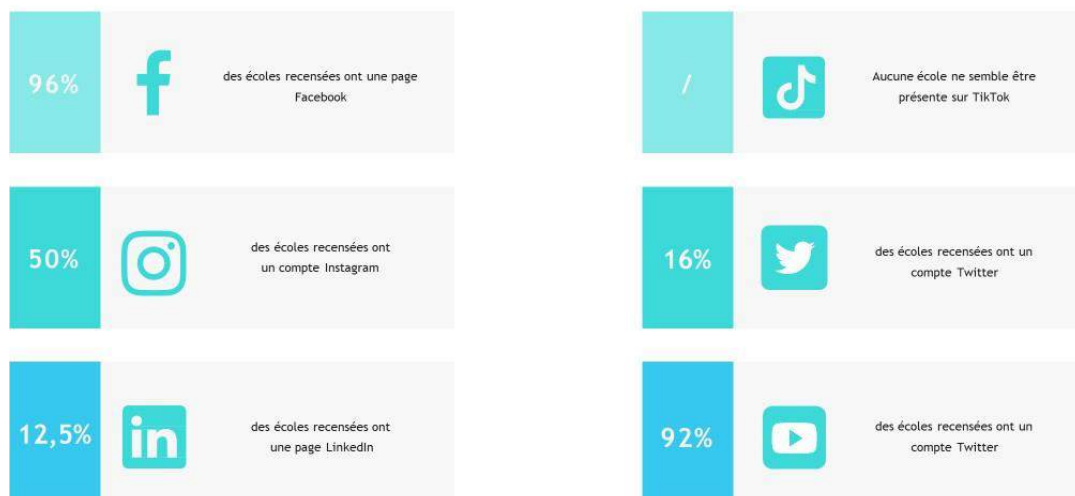 96%
des écoles recensées ont une page
Facebook
/
Aucune école ne semble être
présente sur TikTok
50%
des écoles recensées ont
un compte Instagram
16%
des écoles recensées ont un
compte Twitter
12,5%
in
des écoles recensées ont
une page LinkedIn
92%
des écoles recensées ont un
compte Twitter